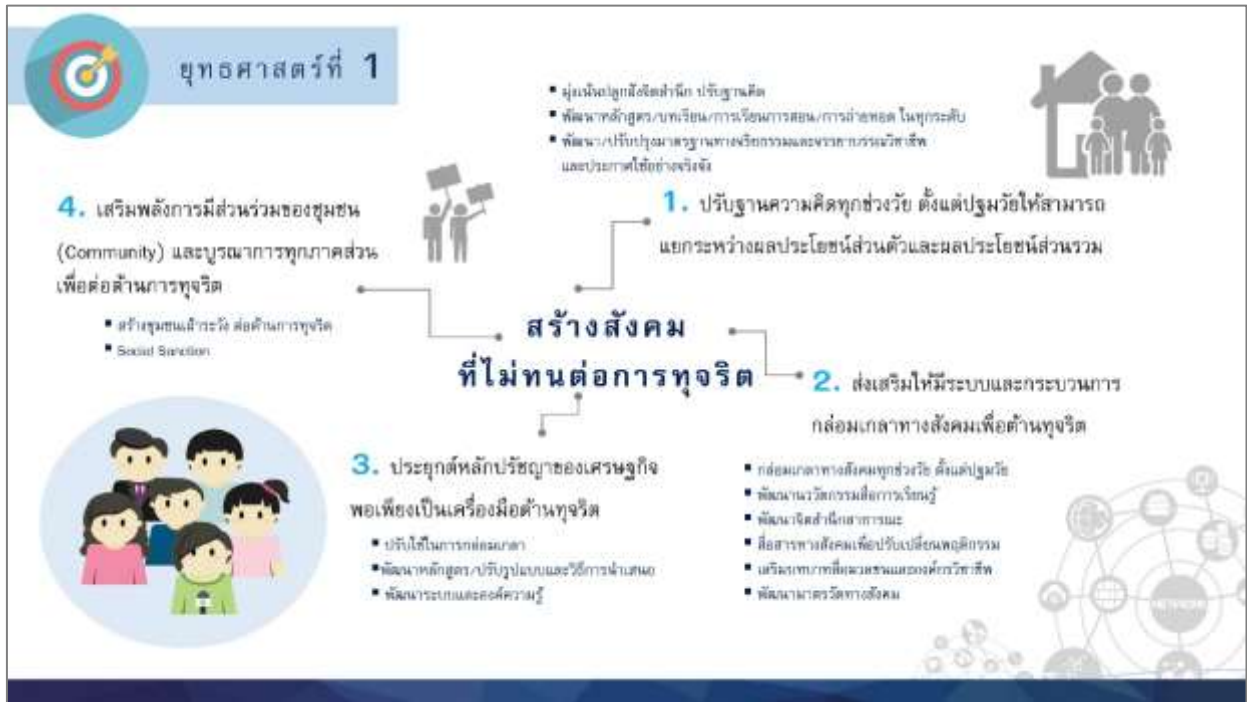 ยุทธศาสตร์ที่ 1
▪ มุ่งเน้นปลูกฝังจิตสำนึก ปรับฐานคิด
▪ พัฒนาหลักสูตร/บทเรียน/การเรียนการสอน/การถ่ายทอด ในทุกระดับ
▪ พัฒนา/ปรับปรุงมาตรฐานทางจริยธรรมและจรรยาบรรณวิชาชีพ
และประกาศใช้อย่างจริงจัง
1. ปรับฐานความคิดทุกช่วงวัย ตั้งแต่ปฐมวัยให้สามารถ
แยกระหว่างผลประโยชน์ส่วนตัวและผลประโยชน์ส่วนรวม
4. เสริมพลังการมีส่วนร่วมของชุมชน
(Community) และบูรณาการทุกภาคส่วน
เพื่อต่อต้านการทุจริต
▪ สร้างชุมชนเฝ้าระวัง ต่อต้านการทุจริต
▪ Social Sanction
สร้างสังคม
ที่ไม่ทนต่อการทุจริต
2. ส่งเสริมให้มีระบบและกระบวนการ
กล่อมเกลาทางสังคมเพื่อต้านทุจริต
▪ กล่อมเกลาทางสังคมทุกช่วงวัย ตั้งแต่ปฐมวัย
▪ พัฒนานวัตกรรมสื่อการเรียนรู้
▪ พัฒนาจิตสำนึกสาธารณะ
▪ สื่อสารทางสังคมเพื่อปรับเปลี่ยนพฤติกรรม
▪ เสริมบทบาทสื่อมวลชนและองค์กรวิชาชีพ
▪ พัฒนามาตรวัดทางสังคม
3. ประยุกต์หลักปรัชญาของเศรษฐกิจ
พอเพียงเป็นเครื่องมือต้านทุจริต
▪ ปรับใช้ในการกล่อมเกลา
▪พัฒนาหลักสูตร/ปรับรูปแบบและวิธีการนำเสนอ
▪ พัฒนาระบบและองค์ความรู้